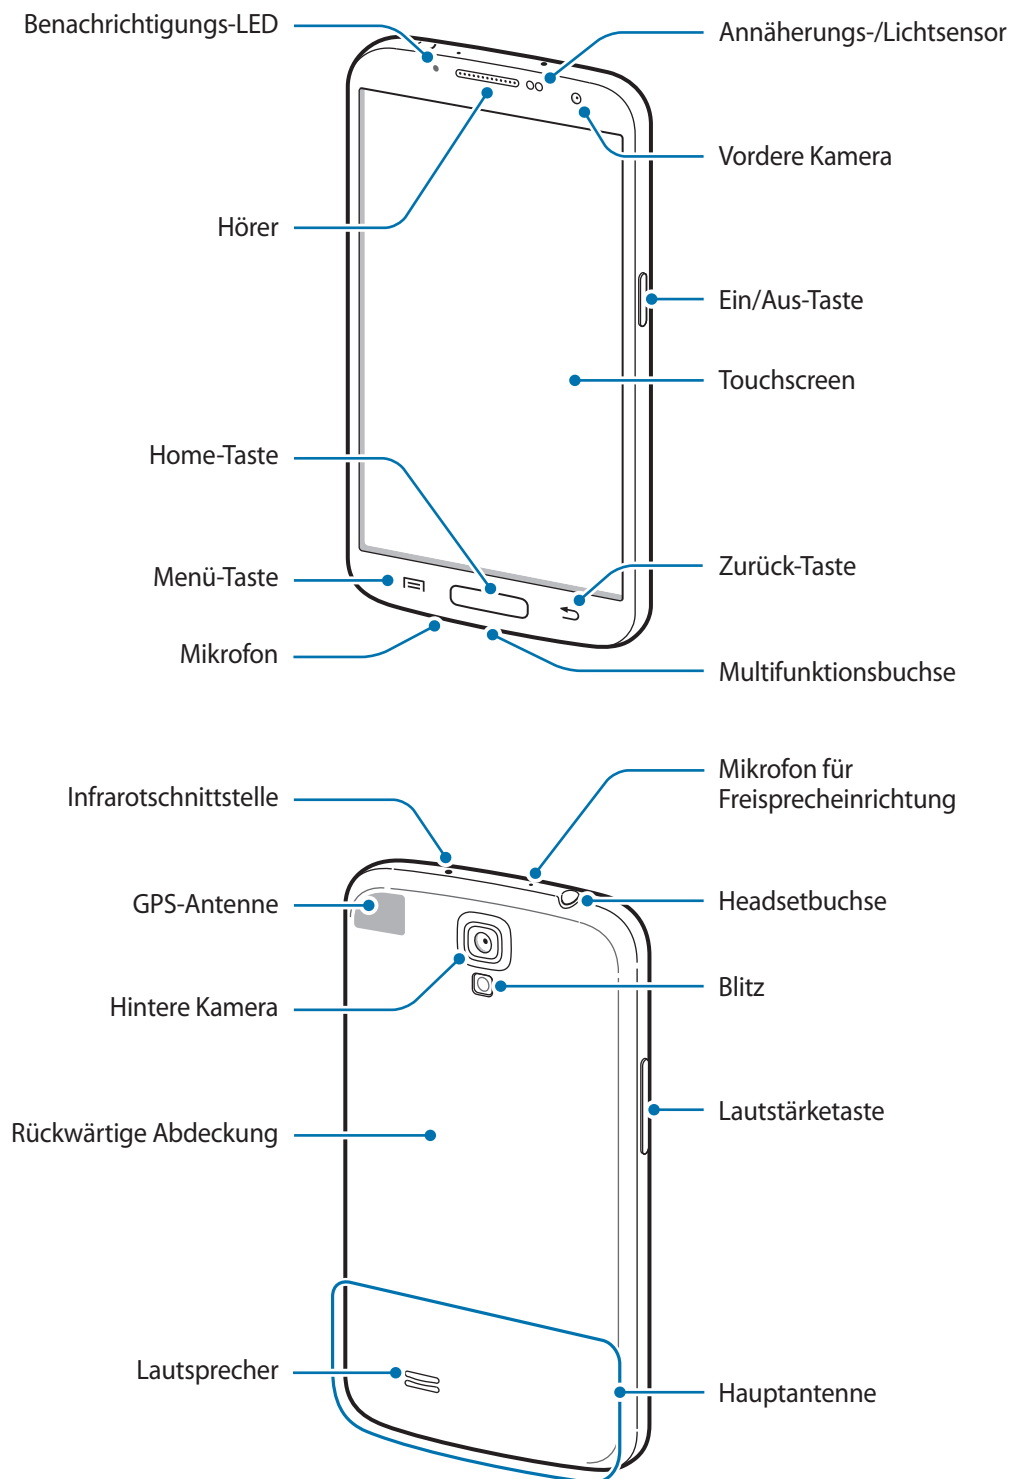 Benachrichtigungs-LED
Annäherungs-/Lichtsensor
Vordere Kamera
Hörer
Ein/Aus-Taste
Touchscreen
Home-Taste
Zurück-Taste
Menü-Taste
Mikrofon
Multifunktionsbuchse
Mikrofon für
Freisprecheinrichtung
Infrarotschnittstelle
GPS-Antenne
Headsetbuchse
Blitz
Hintere Kamera
Lautstärketaste
Rückwärtige Abdeckung
Lautsprecher
Hauptantenne